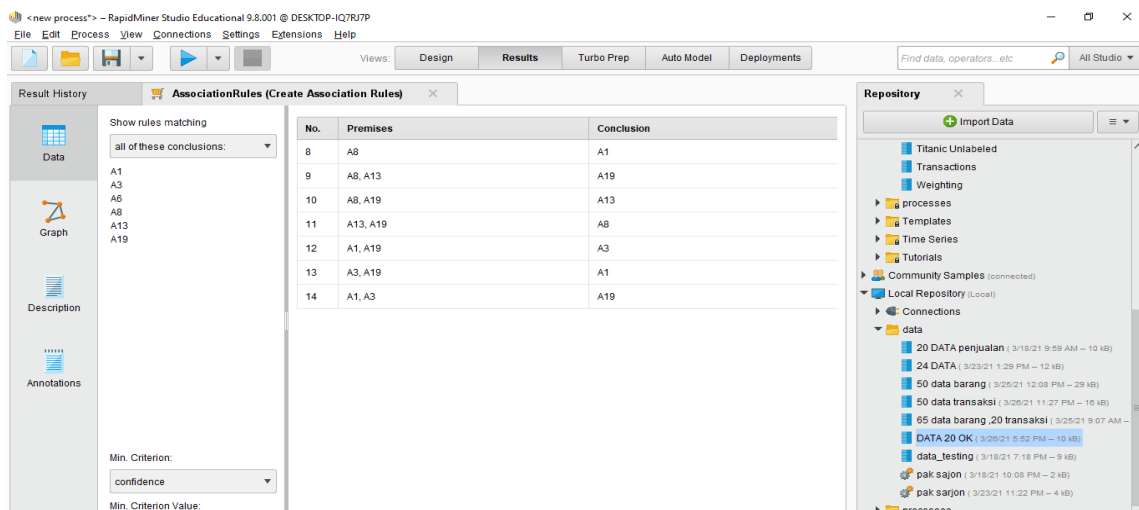 <new process*> – RapidMiner Studio Educational 9.8.001 @ DESKTOP-IQ7RJ7P
File Edit Process View Connections Settings Extensions Help
Views: Design Results Turbo Prep Auto Model Deployments Find data, operators...etc All Studio
Result History AssociationRules (Create Association Rules) Repository
Show rules matching
all of these conclusions:
A1
A3
A6
A8
A13
A19
Min. Criterion:
confidence
Min. Criterion Value:
Data
Graph
Description
Annotations
No. Premises Conclusion
8 A8 A1
9 A8, A13 A19
10 A8, A19 A13
11 A13, A19 A8
12 A1, A19 A3
13 A3, A19 A1
14 A1, A3 A19
Import Data
Titanic Unlabeled
Transactions
Weighting
processes
Templates
Time Series
Tutorials
Community Samples (connected)
Local Repository (Local)
Connections
data
20 DATA penjualan ( 3/18/21 9:59 AM – 10 kB)
24 DATA ( 3/23/21 1:29 PM – 12 kB)
50 data barang ( 3/25/21 12:08 PM – 29 kB)
50 data transaksi ( 3/26/21 11:27 PM – 16 kB)
65 data barang ,20 transaksi ( 3/25/21 9:07 AM –
DATA 20 OK ( 3/26/21 5:52 PM – 10 kB)
data_testing ( 3/18/21 7:18 PM – 9 kB)
pak sajon ( 3/18/21 10:08 PM – 2 kB)
pak sarjon ( 3/23/21 11:22 PM – 4 kB)
processes